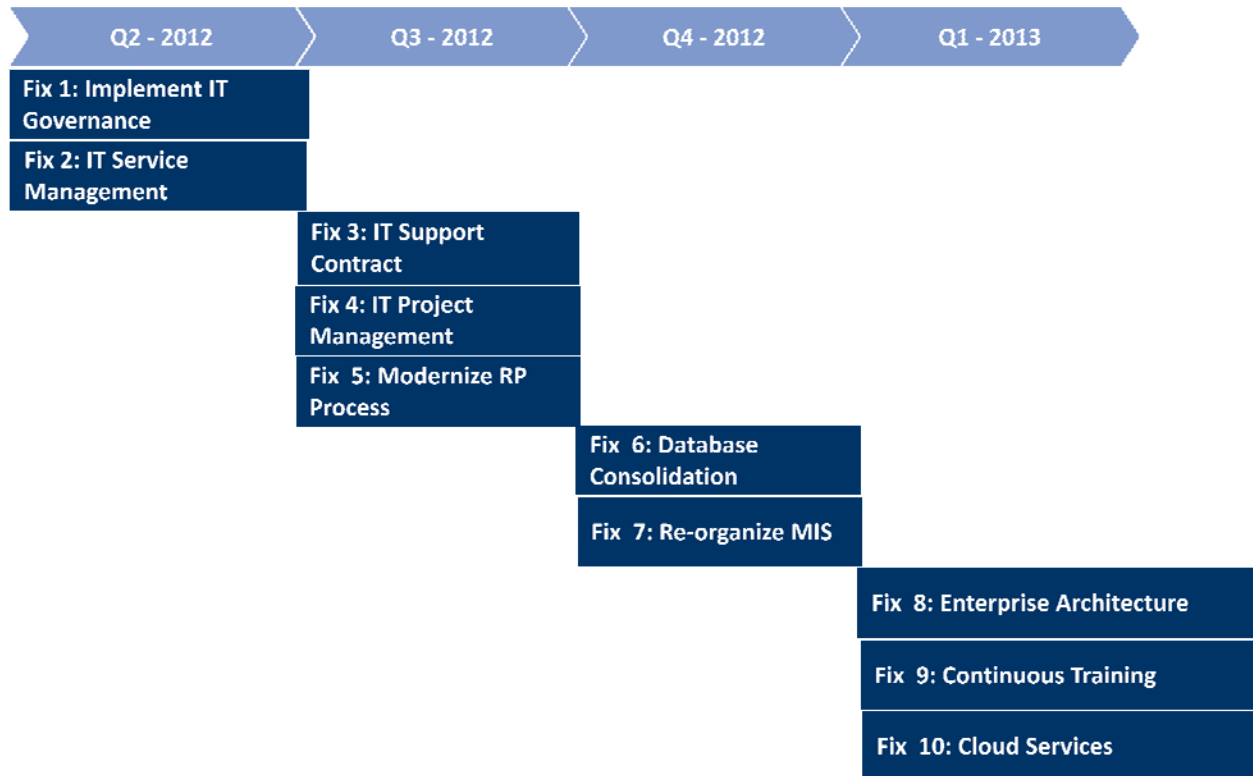 Q2 - 2012
Q3 - 2012
Q4 - 2012
Q1 - 2013
Fix 1: Implement IT
Governance
Fix 2: IT Service
Management
Fix 3: IT Support
Contract
Fix 4: IT Project
Management
Fix  5: Modernize RP
Process
Fix  6: Database
Consolidation
Fix  7: Re-organize MIS
Fix  8: Enterprise Architecture
Fix  9: Continuous Training
Fix  10: Cloud Services